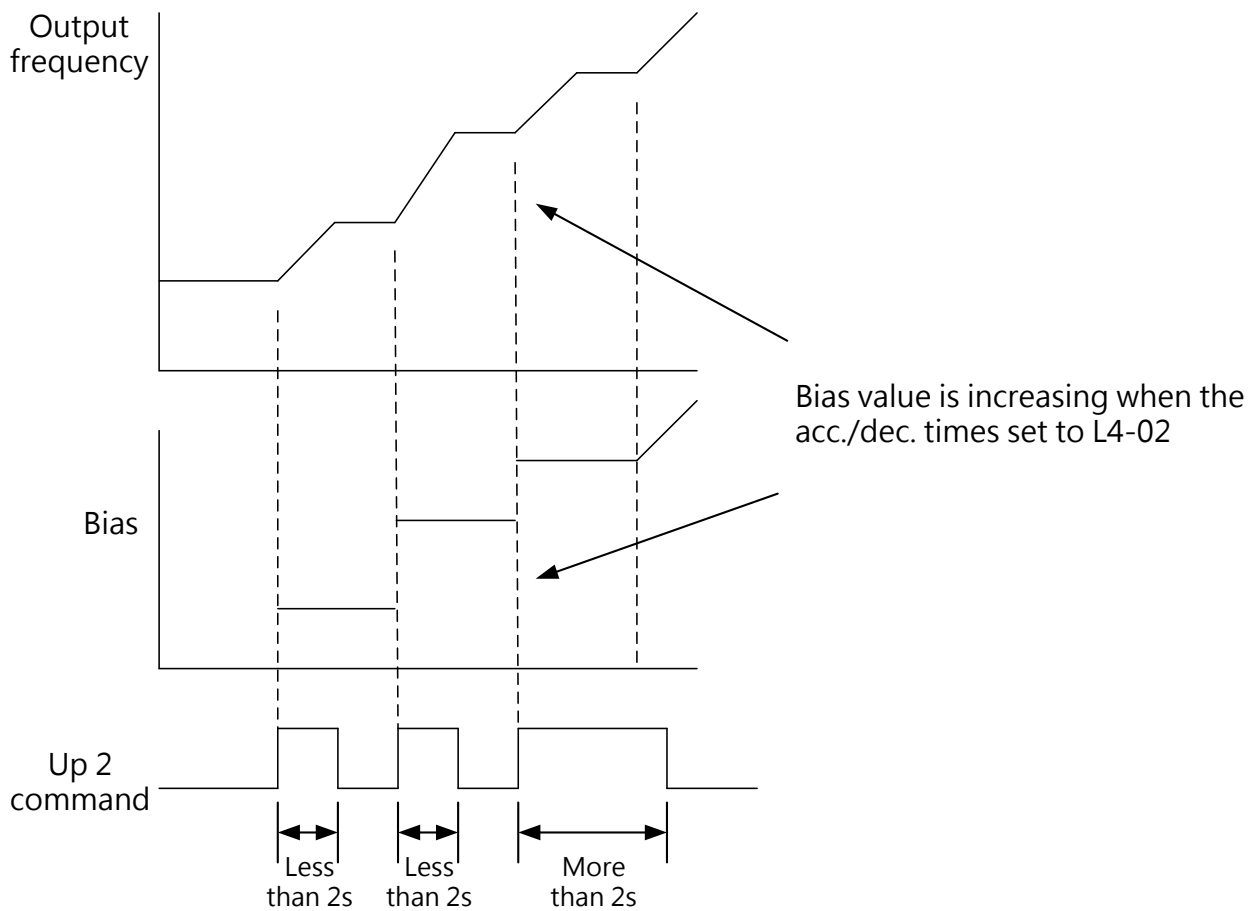 Output
frequency
Bias value is increasing when the
acc./dec. times set to L4-02
Bias
Up 2
command
Less
than 2s
Less
than 2s
More
than 2s